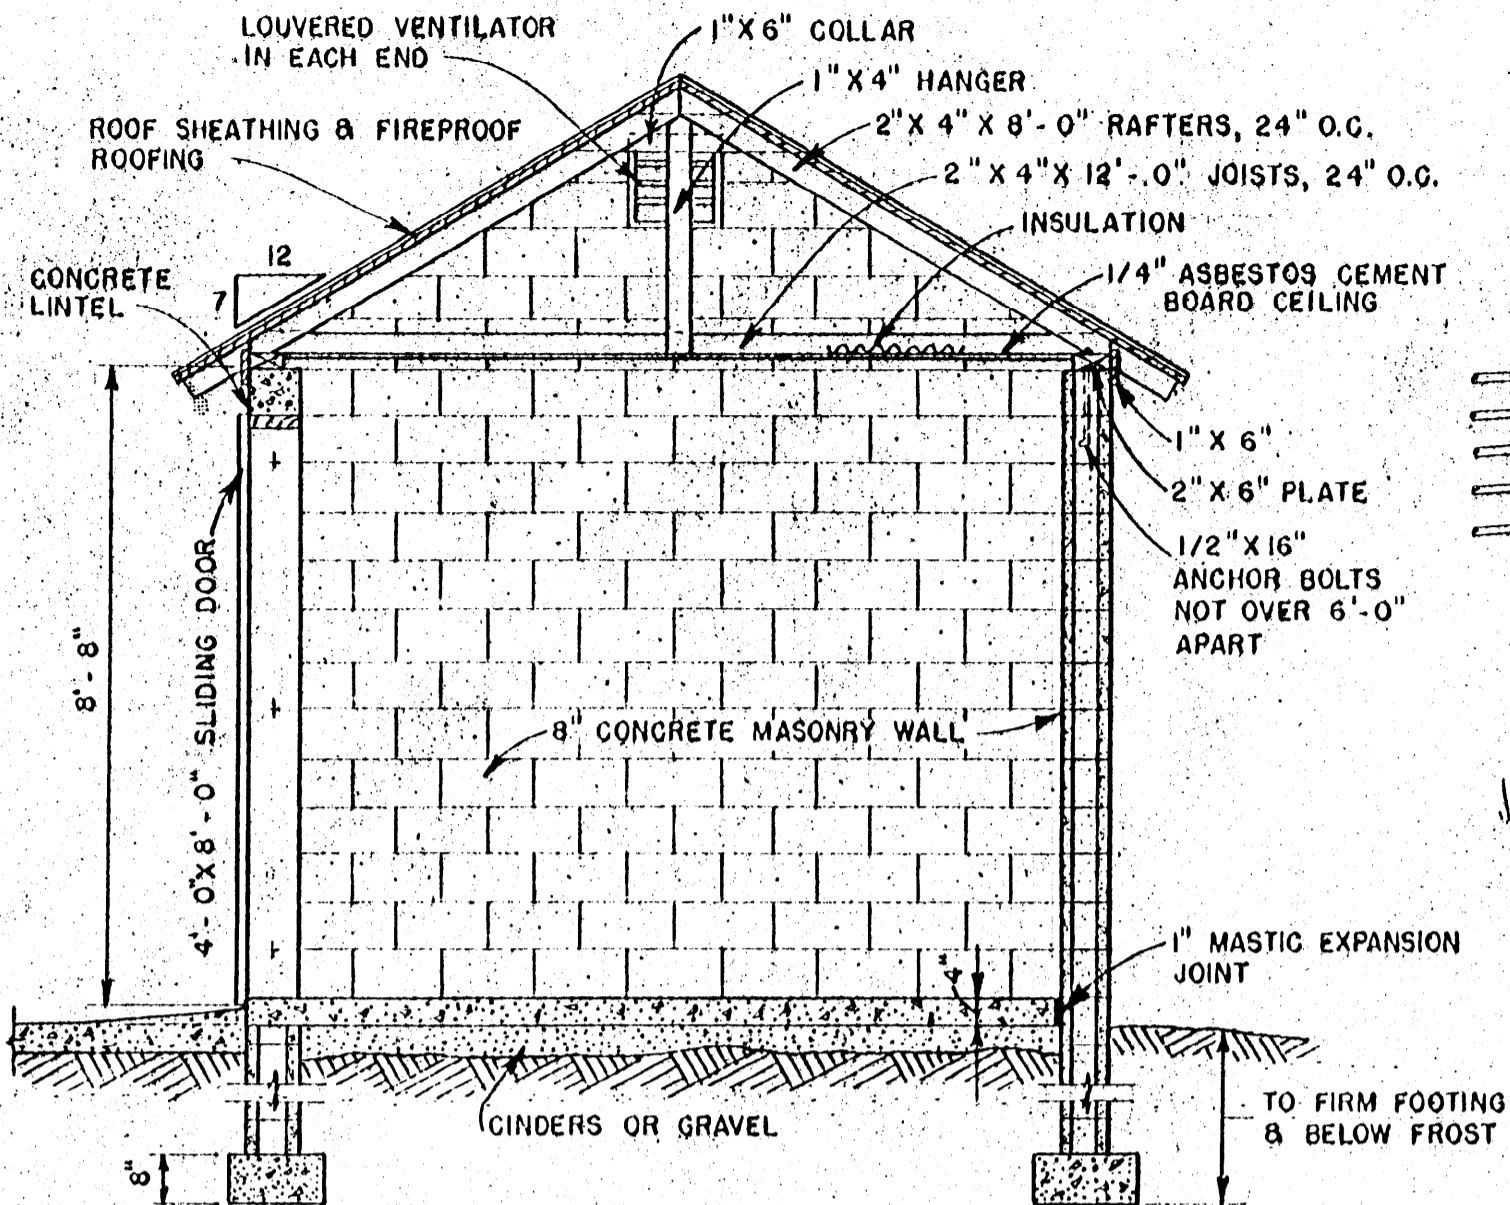 LOUVERED VENTILATOR
IN EACH END
1" X 6" COLLAR
1" X 4" HANGER
ROOF SHEATHING & FIREPROOF
ROOFING
2" X 4" X 8'-0" RAFTERS, 24" O.C.
2" X 4" X 12'-0" JOISTS, 24" O.C.
INSULATION
12
7
CONCRETE
LINTEL
1/4" ASBESTOS CEMENT
BOARD CEILING
1" X 6"
2" X 6" PLATE
1/2" X 16"
ANCHOR BOLTS
NOT OVER 6'-0"
APART
8'-8"
4'-0" X 8'-0" SLIDING DOOR
8" CONCRETE MASONRY WALL
1" MASTIC EXPANSION
JOINT
4"
CINDERS OR GRAVEL
TO FIRM FOOTING
& BELOW FROST
8"